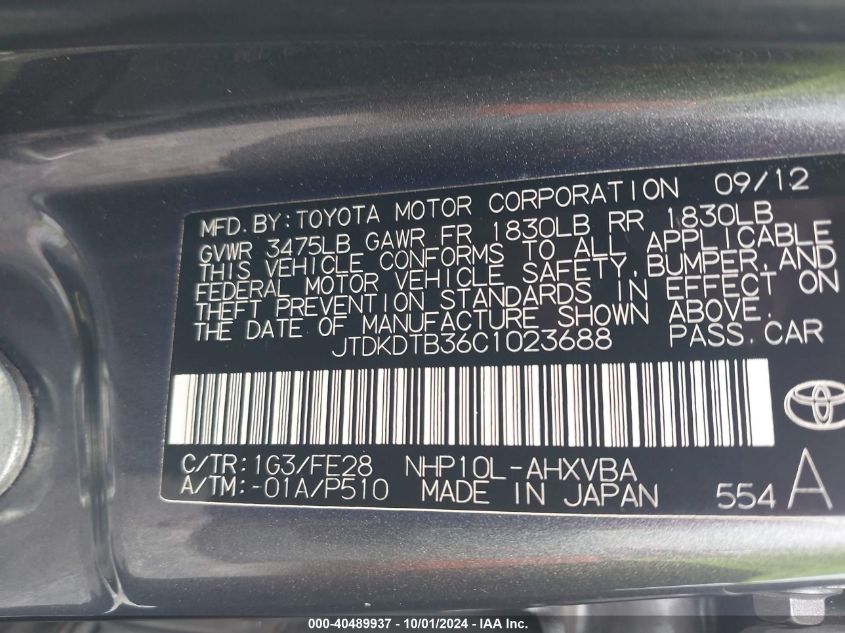 MFD. BY: TOYOTA MOTOR CORPORATION 09/12
GVWR 3475LB GAWR FR 1830LB RR 1830LB
THIS VEHICLE CONFORMS TO ALL APPLICABLE
FEDERAL MOTOR VEHICLE SAFETY, BUMPER, AND
THEFT PREVENTION STANDARDS IN EFFECT ON
THE DATE OF MANUFACTURE SHOWN ABOVE.
JTDKDTB36C1023688 PASS. CAR
C/TR: 1G3/FE28 NHP10L-AHXVBA
A/TM: -01A/P510 MADE IN JAPAN 554 A
000-40489937 - 10/01/2024 - IAA Inc.